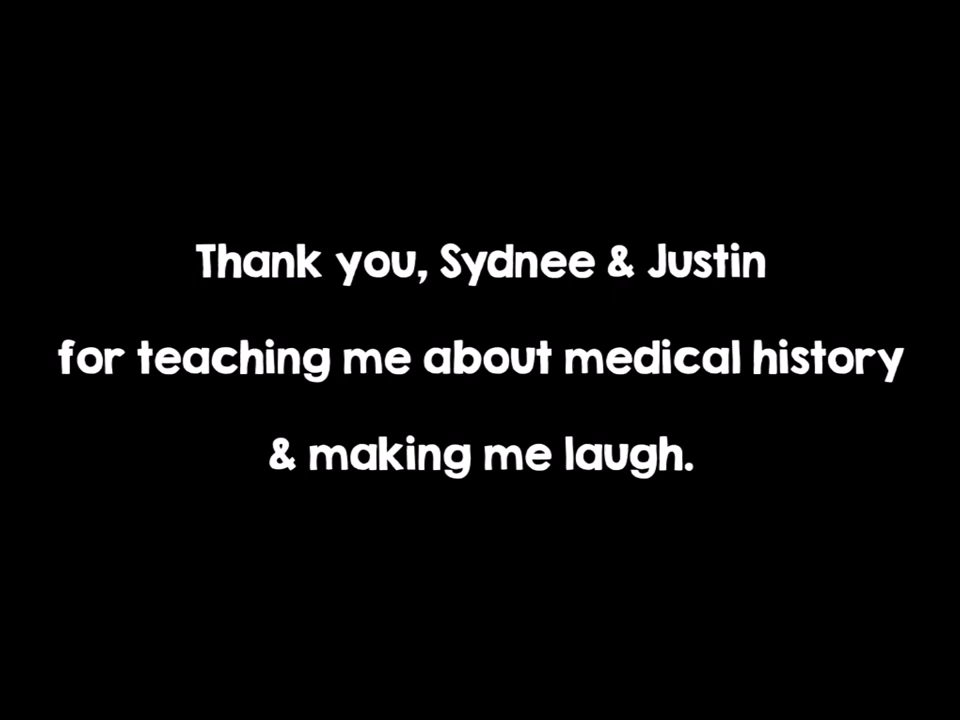 Thank you, Sydnee & Justin
for teaching me about medical history
& making me laugh.